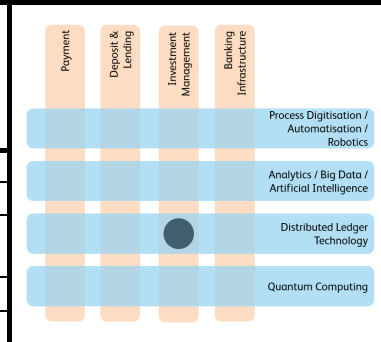 Payment
Deposit &
Lending
Investment
Management
Banking
Infrastructure
Process Digitisation /
Automatisation /
Robotics
Analytics / Big Data /
Artificial Intelligence
Distributed Ledger
Technology
Quantum Computing